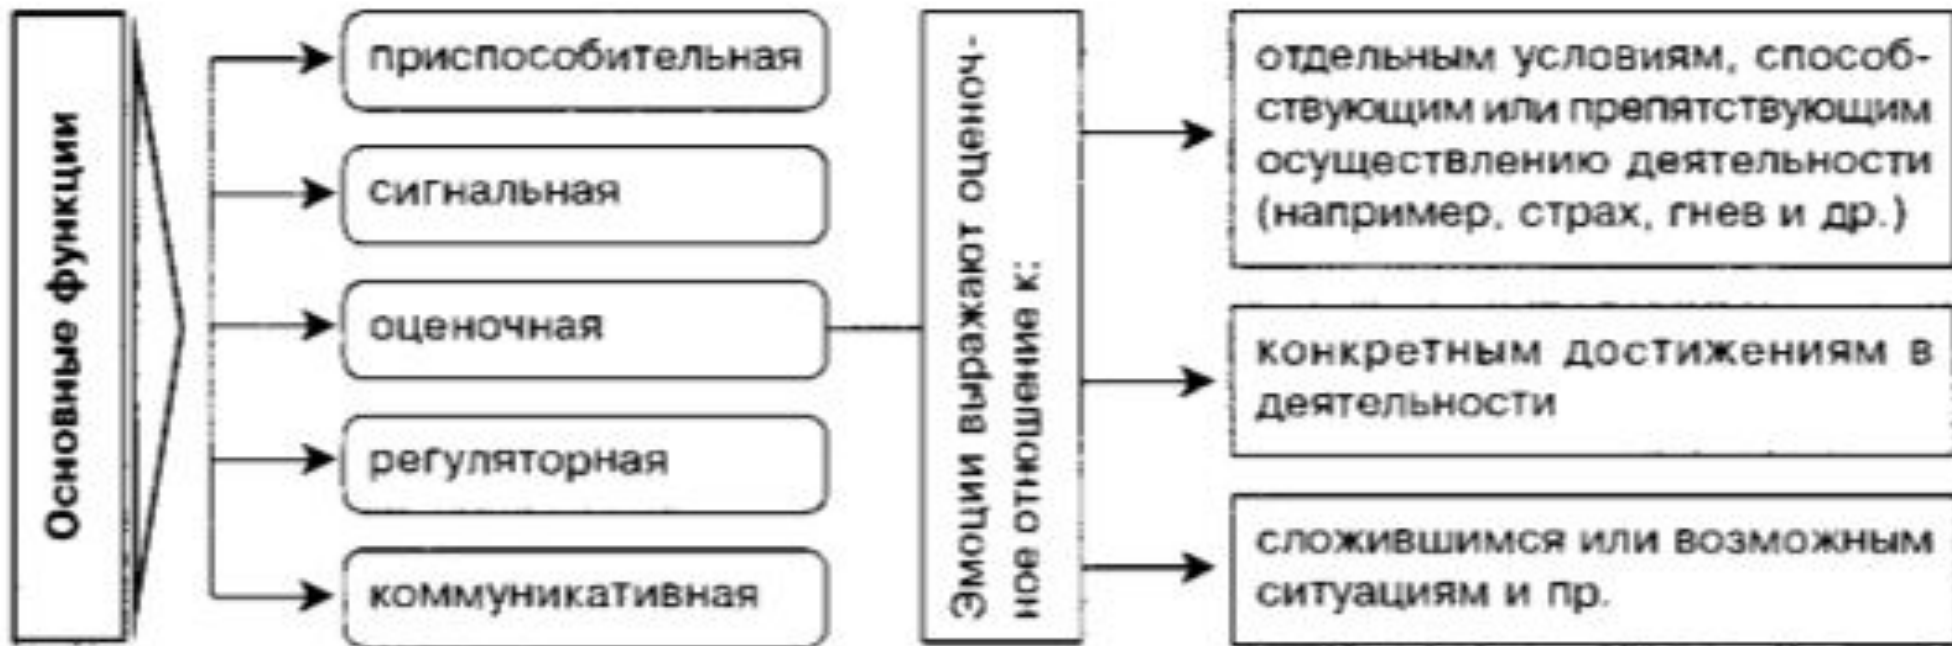 Основные функции
приспособительная
сигнальная
оценочная
регуляторная
коммуникативная
Эмоции выражают оценоч-
ное отношение к:
отдельным условиям, способ-
ствующим или препятствующим
осуществлению деятельности
(например, страх, гнев и др.)
конкретным достижениям в
деятельности
сложившимся или возможным
ситуациям и пр.